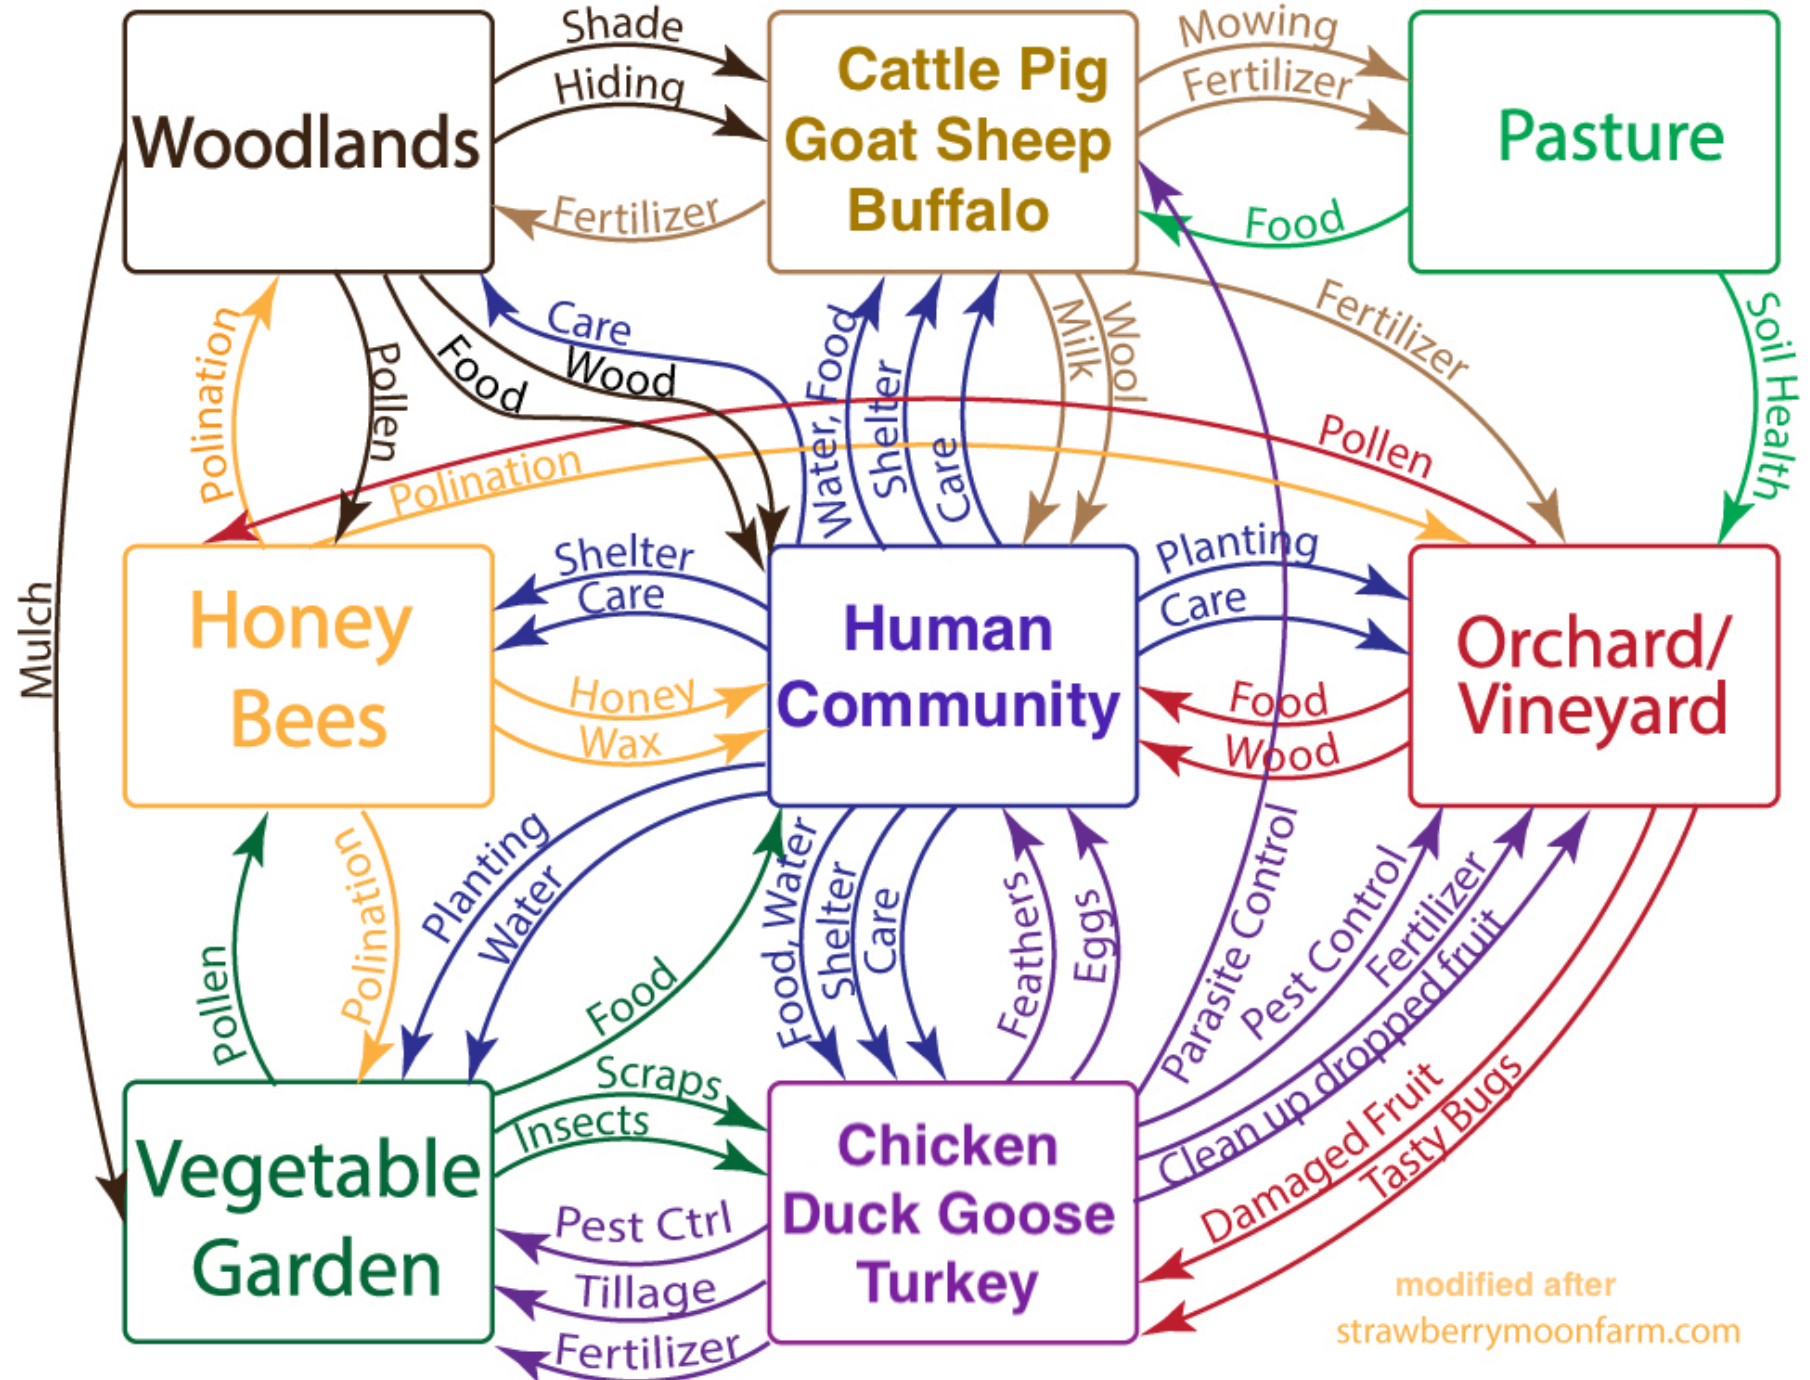 Shade
Hiding
Fertilizer
Woodlands
Cattle Pig
Goat Sheep
Buffalo
Mowing
Fertilizer
Food
Pasture
Polination
Pollen
Food
Wood
Care
Water, Food
Shelter
Care
Milk
Wool
Fertilizer
Soil Health
Pollen
Polination
Mulch
Honey
Bees
Shelter
Care
Honey
Wax
Human
Community
Planting
Care
Food
Wood
Orchard/
Vineyard
Pollen
Polination
Planting
Water
Food
Food, Water
Shelter
Care
Feathers
Eggs
Parasite Control
Pest Control
Fertilizer
Clean up dropped fruit
Damaged Fruit
Tasty Bugs
Vegetable
Garden
Scraps
Insects
Pest Ctrl
Tillage
Fertilizer
Chicken
Duck Goose
Turkey
modified after
strawberrymoonfarm.com